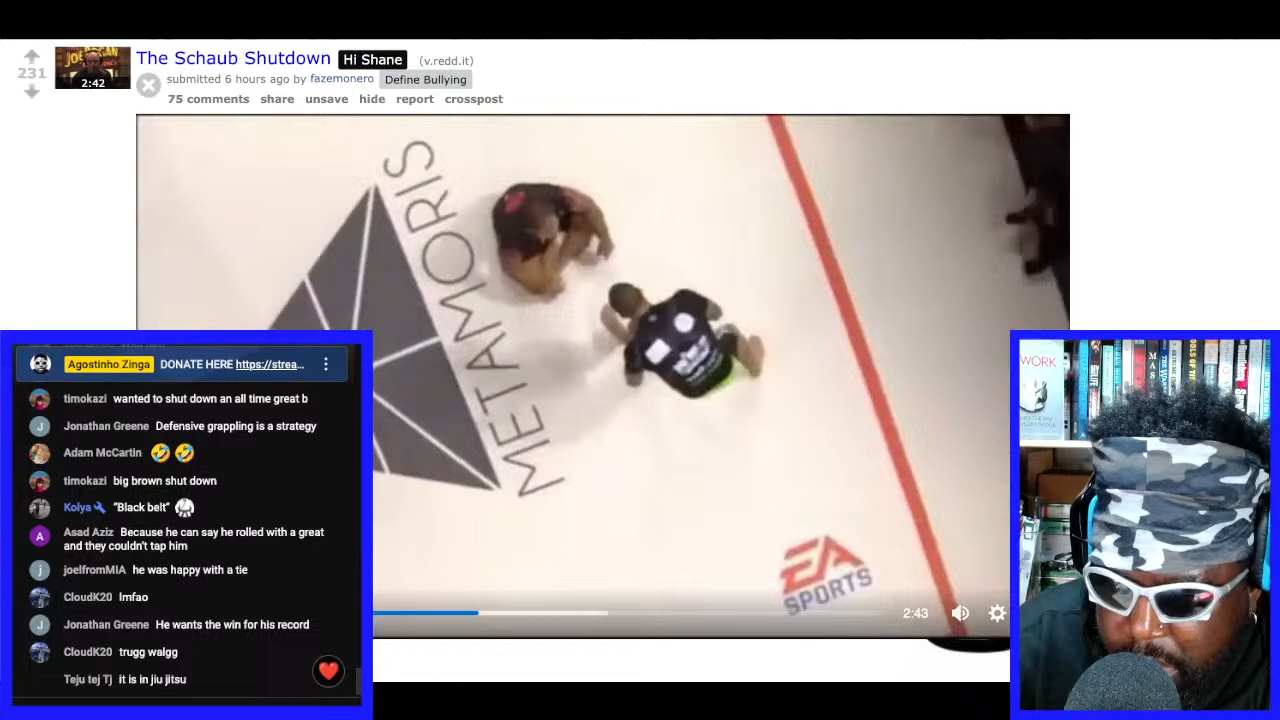 The Schaub Shutdown Hi Shane (v.redd.it)
231
2:42
submitted 6 hours ago by fazemonero Define Bullying
75 comments share unsave hide report crosspost
METAMORIS
EA
SPORTS
2:43
Agostinho Zinga DONATE HERE https://strea...
timokazi wanted to shut down an all time great b
J Jonathan Greene Defensive grappling is a strategy
Adam McCartin 🤣 🤣
timokazi big brown shut down
Kolya "Black belt" 🥋
A Asad Aziz Because he can say he rolled with a great
and they couldn't tap him
j joelfromMIA he was happy with a tie
CloudK20 lmfao
J Jonathan Greene He wants the win for his record
CloudK20 trugg walgg
Teju tej Tj it is in jiu jitsu
WORK
MAS